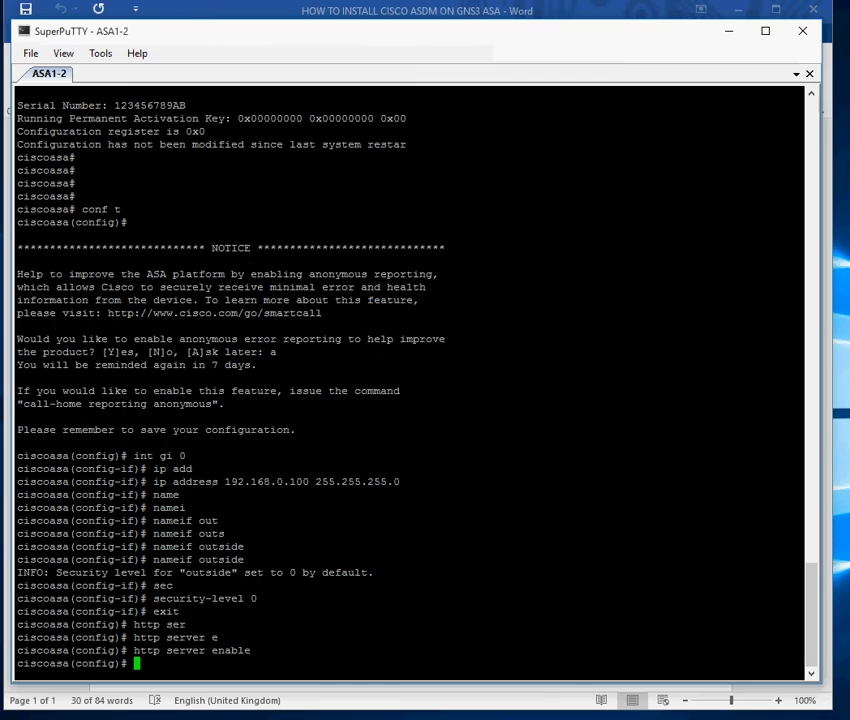 HOW TO INSTALL CISCO ASDM ON GNS3 ASA - Word
SuperPuTTY - ASA1-2
File View Tools Help
ASA1-2
Serial Number: 123456789AB
Running Permanent Activation Key: 0x00000000 0x00000000 0x00
Configuration register is 0x0
Configuration has not been modified since last system restar
ciscoasa#
ciscoasa#
ciscoasa#
ciscoasa#
ciscoasa# conf t
ciscoasa(config)#
**************************** NOTICE ****************************
Help to improve the ASA platform by enabling anonymous reporting,
which allows Cisco to securely receive minimal error and health
information from the device. To learn more about this feature,
please visit: http://www.cisco.com/go/smartcall
Would you like to enable anonymous error reporting to help improve
the product? [Y]es, [N]o, [A]sk later: a
You will be reminded again in 7 days.
If you would like to enable this feature, issue the command
"call-home reporting anonymous".
Please remember to save your configuration.
ciscoasa(config)# int gi 0
ciscoasa(config-if)# ip add
ciscoasa(config-if)# ip address 192.168.0.100 255.255.255.0
ciscoasa(config-if)# name
ciscoasa(config-if)# namei
ciscoasa(config-if)# nameif out
ciscoasa(config-if)# nameif outs
ciscoasa(config-if)# nameif outside
ciscoasa(config-if)# nameif outside
INFO: Security level for "outside" set to 0 by default.
ciscoasa(config-if)# sec
ciscoasa(config-if)# security-level 0
ciscoasa(config-if)# exit
ciscoasa(config)# http ser
ciscoasa(config)# http server e
ciscoasa(config)# http server enable
ciscoasa(config)#
Page 1 of 1 30 of 84 words English (United Kingdom) 100%